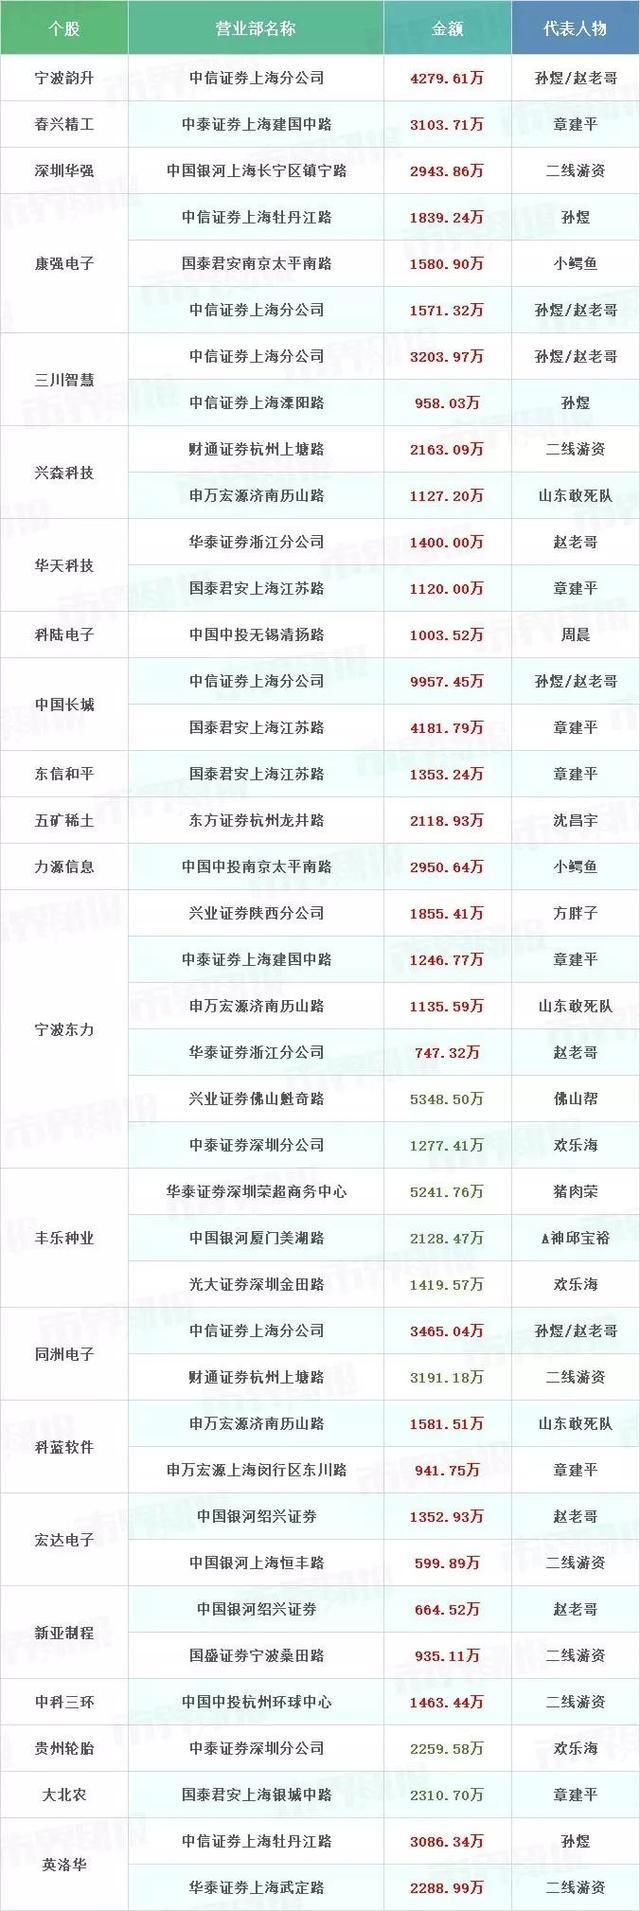 个股 营业部名称 金额 代表人物
宁波韵升 中信证券上海分公司 4279.61万 孙煜/赵老哥
春兴精工 中泰证券上海建国中路 3103.71万 章建平
深圳华强 中国银河上海长宁区镇宁路 2943.86万 二线游资
中信证券上海牡丹江路 1839.24万 孙煜
康强电子 国泰君安南京太平南路 1580.90万 小鳄鱼
中信证券上海分公司 1571.32万 孙煜/赵老哥
三川智慧 中信证券上海分公司 3203.97万 孙煜/赵老哥
中信证券上海溧阳路 958.03万 孙煜
兴森科技 财通证券杭州上塘路 2163.09万 二线游资
申万宏源济南历山路 1127.20万 山东敢死队
华天科技 华泰证券浙江分公司 1400.00万 赵老哥
国泰君安上海江苏路 1120.00万 章建平
科陆电子 中国中投无锡清扬路 1003.52万 周晨
中国长城 中信证券上海分公司 9957.45万 孙煜/赵老哥
国泰君安上海江苏路 4181.79万 章建平
东信和平 国泰君安上海江苏路 1353.24万 章建平
五矿稀土 东方证券杭州龙井路 2118.93万 沈昌宇
力源信息 中国中投南京太平南路 2950.64万 小鳄鱼
兴业证券陕西分公司 1855.41万 方胖子
中泰证券上海建国中路 1246.77万 章建平
宁波东力 申万宏源济南历山路 1135.59万 山东敢死队
华泰证券浙江分公司 747.32万 赵老哥
兴业证券佛山魁奇路 5348.50万 佛山帮
中泰证券深圳分公司 1277.41万 欢乐海
华泰证券深圳荣超商务中心 5241.76万 猪肉荣
丰乐种业 中国银河厦门美湖路 2128.47万 A神邱宝裕
光大证券深圳金田路 1419.57万 欢乐海
同洲电子 中信证券上海分公司 3465.04万 孙煜/赵老哥
财通证券杭州上塘路 3191.18万 二线游资
科蓝软件 申万宏源济南历山路 1581.51万 山东敢死队
申万宏源上海闵行区东川路 941.75万 章建平
宏达电子 中国银河绍兴证券 1352.93万 赵老哥
中国银河上海恒丰路 599.89万 二线游资
新亚制程 中国银河绍兴证券 664.52万 赵老哥
国盛证券宁波桑田路 935.11万 二线游资
中科三环 中国中投杭州环球中心 1463.44万 二线游资
贵州轮胎 中泰证券深圳分公司 2259.58万 欢乐海
大北农 国泰君安上海银城中路 2310.70万 章建平
英洛华 中信证券上海牡丹江路 3086.34万 孙煜
华泰证券上海武定路 2288.99万 二线游资